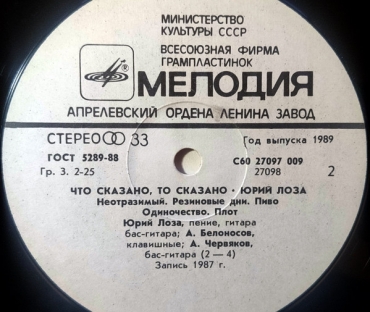 МИНИСТЕРСТВО
КУЛЬТУРЫ СССР
ВСЕСОЮЗНАЯ ФИРМА
ГРАМПЛАСТИНОК
МЕЛОДИЯ
АПРЕЛЕВСКИЙ ОРДЕНА ЛЕНИНА ЗАВОД
СТЕРЕО 33
Год выпуска 1989
ГОСТ 5289-88
С60 27097 009
Гр. 3. 2-25
27098
2
ЧТО СКАЗАНО, ТО СКАЗАНО · ЮРИЙ ЛОЗА
Неотразимый. Резиновые дни. Пиво
Одиночество. Плот
Юрий Лоза, пение, гитара
бас-гитара; А. Белоносов,
клавишные; А. Червяков,
бас-гитара (2 — 4)
Запись 1987 г.